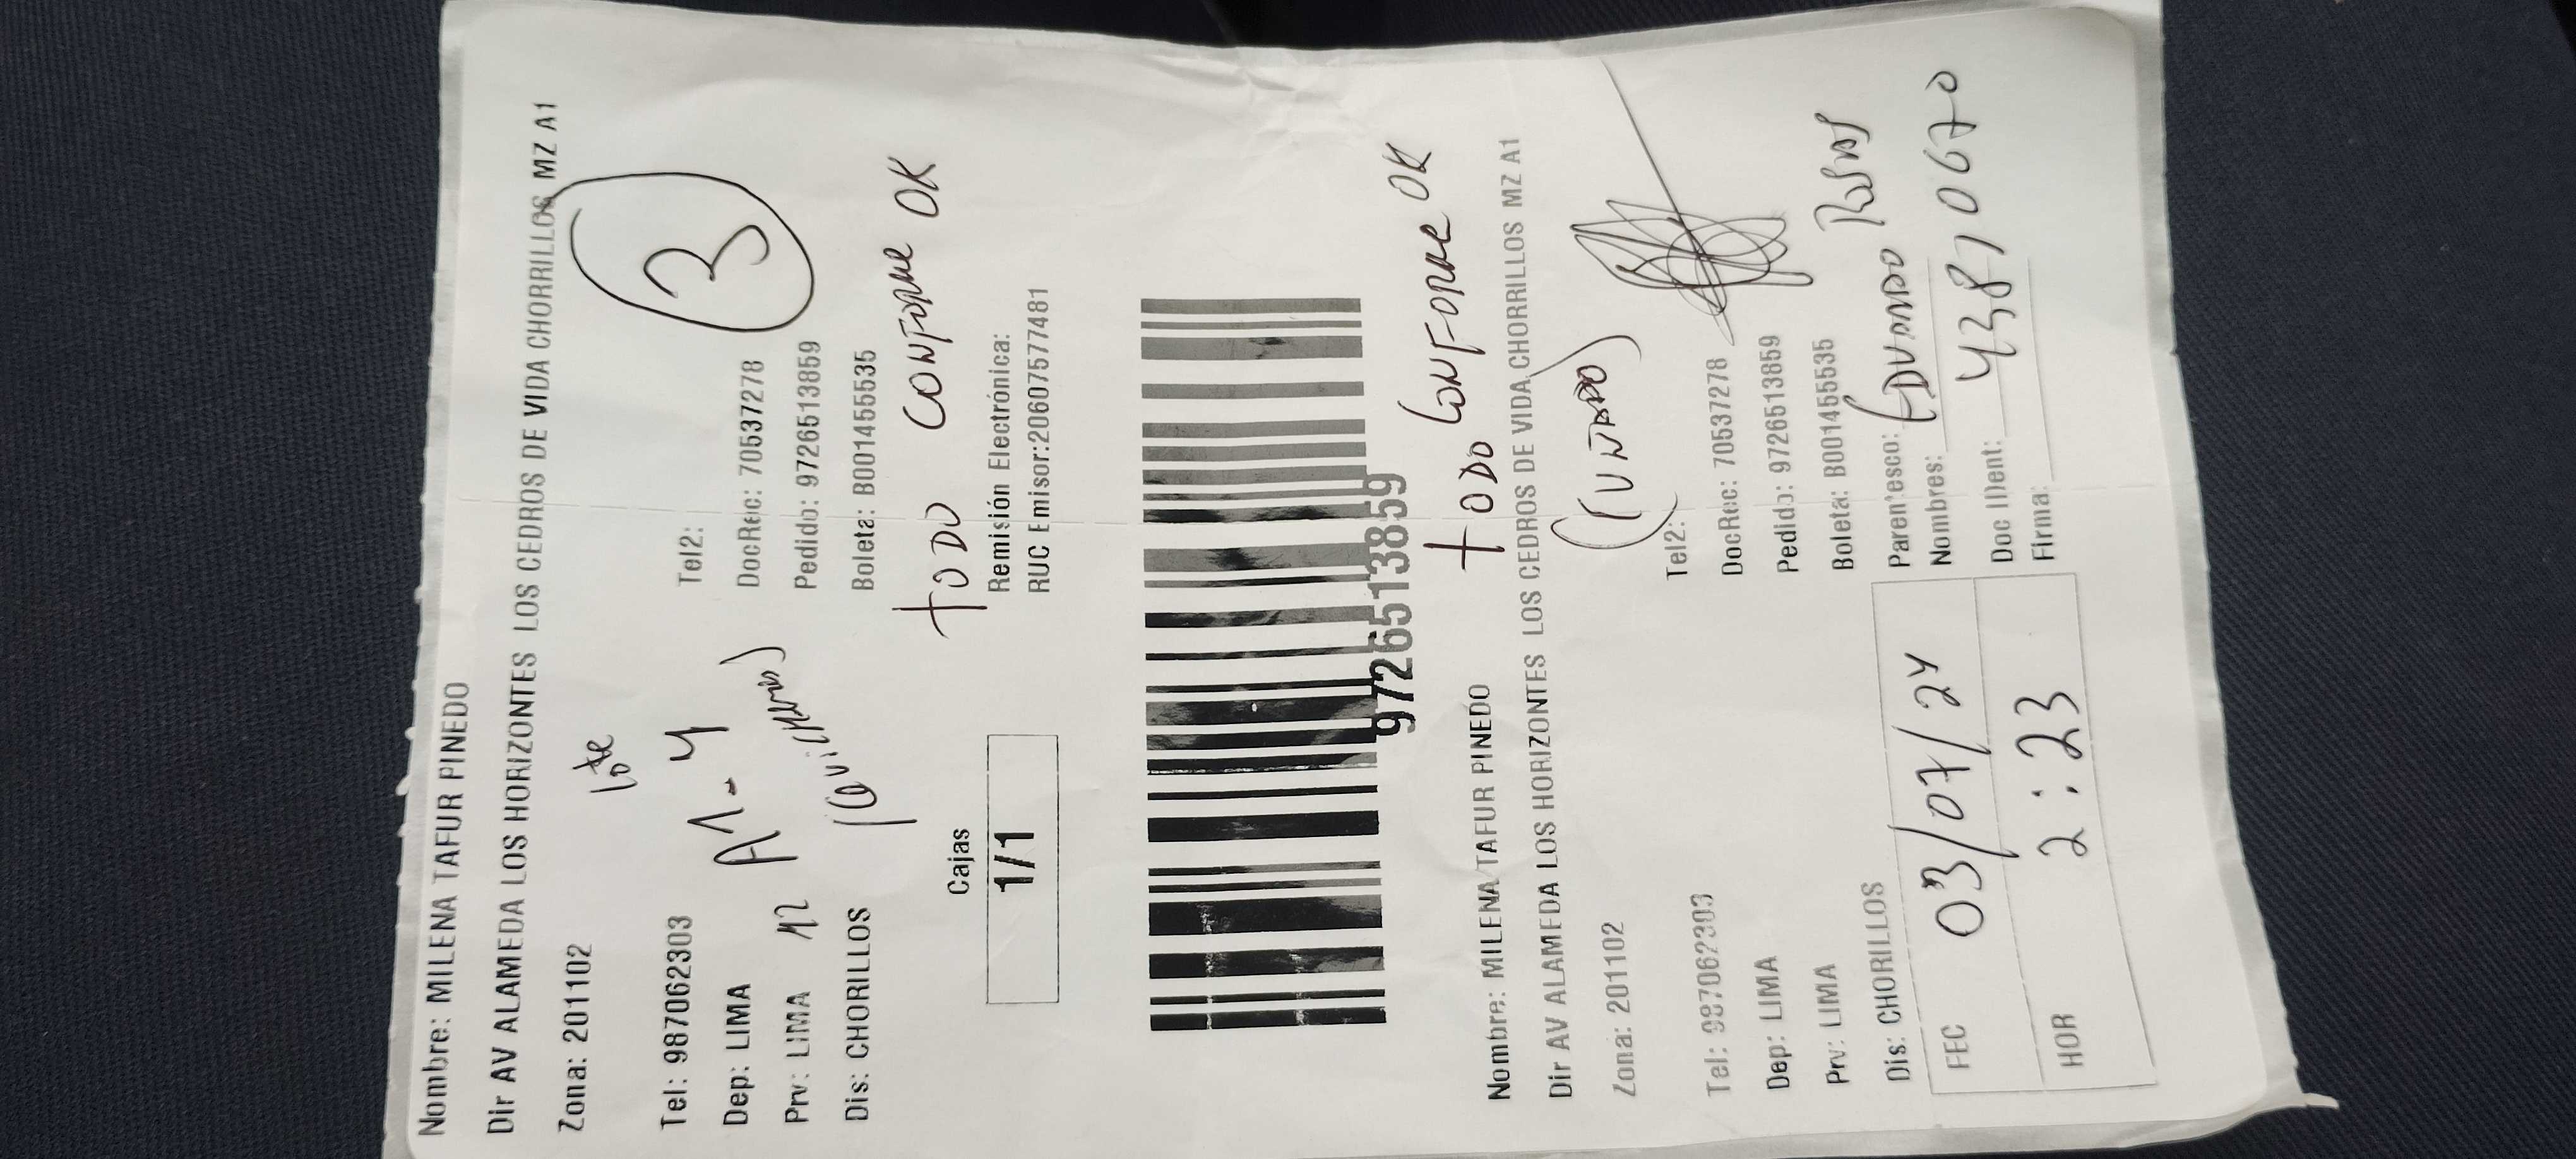 Nombre: MILENA TAFUR PINEDO
Dir AV ALAMEDA LOS HORIZONTES LOS CEDROS DE VIDA CHORRILLOS MZ A1
Zona: 201102
lote
3
Tel: 987062303 Tel2:
Dep: LIMA A1-4 DocRec: 70537278
Prv: LIMA MZ Pedido: 9726513859
Dis: CHORILLOS Boleta: B001455535
TODO CONFORME OK
Cajas
1/1
Remisión Electrónica:
RUC Emisor:20607577481
9726513859
TODO CONFORME OK
Nombre: MILENA TAFUR PINEDO
Dir AV ALAMEDA LOS HORIZONTES LOS CEDROS DE VIDA CHORRILLOS MZ A1
Zona: 201102
Tel: 987062303 Tel2:
Dep: LIMA DocRec: 70537278
Prv: LIMA Pedido: 9726513859
Dis: CHORILLOS Boleta: B001455535
FEC 03/07/24 Parentesco:
Nombres: EDUARDO
HOR 2:23 Doc IDent: 438710670
Firma: